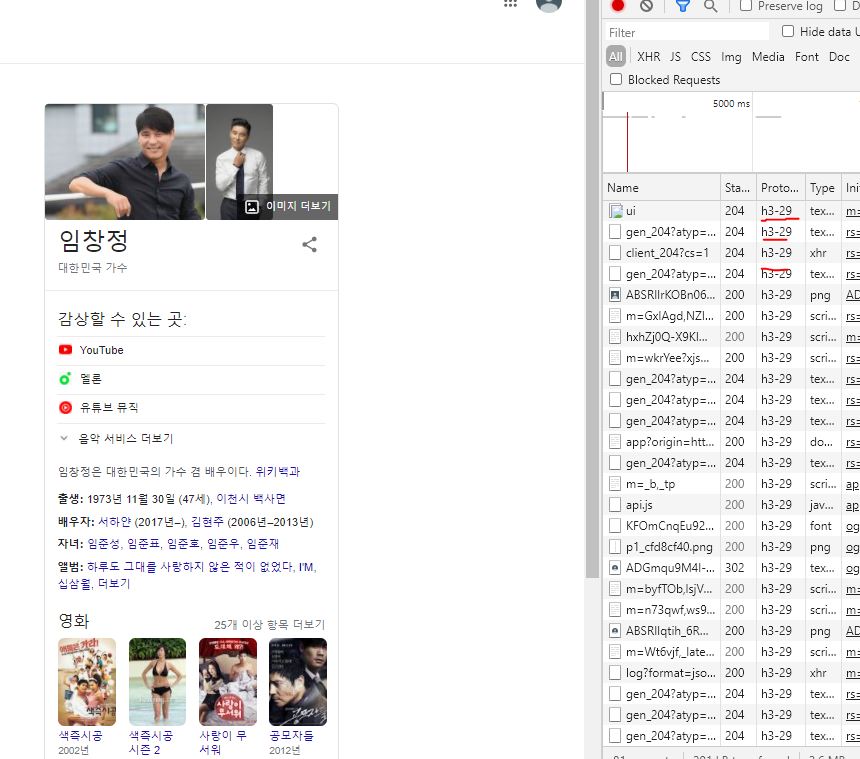 이미지 더보기
임창정
대한민국 가수
감상할 수 있는 곳:
YouTube
멜론
유튜브 뮤직
음악 서비스 더보기
임창정은 대한민국의 가수 겸 배우이다. 위키백과
출생: 1973년 11월 30일 (47세), 이천시 백사면
배우자: 서하얀 (2017년–), 김현주 (2006년–2013년)
자녀: 임준성, 임준표, 임준호, 임준우, 임준재
앨범: 하루도 그대를 사랑하지 않은 적이 없었다, I'M,
십삼월, 더보기
영화
25개 이상 항목 더보기
색즉시공
2002년
색즉시공
시즌 2
사랑이 무
서워
공모자들
2012년
Preserve log
Filter
Hide data U
All XHR JS CSS Img Media Font Doc
Blocked Requests
5000 ms
Name Sta... Proto... Type Ini
ui 204 h3-29 tex... m=
gen_204?atyp=... 204 h3-29 tex... rs=
client_204?cs=1 204 h3-29 xhr rs=
gen_204?atyp=... 204 h3-29 tex... rs=
ABSRlIrKOBn06... 200 h3-29 png AD
m=GxIAgd,NZI... 200 h3-29 scri... rs=
hxhZj0Q-X9KI... 200 h3-29 scri... rs=
m=wkrYee?xjs... 200 h3-29 scri... rs=
gen_204?atyp=... 204 h3-29 tex... rs=
gen_204?atyp=... 204 h3-29 tex... rs=
gen_204?atyp=... 204 h3-29 tex... rs=
app?origin=htt... 200 h3-29 do... rs=
gen_204?atyp=... 204 h3-29 tex... rs=
m=_b,_tp 200 h3-29 scri... ap
api.js 200 h3-29 jav... ap
KFOmCnqEu92... 200 h3-29 font og
p1_cfd8cf40.png 200 h3-29 png og
ADGmqu9M4I-... 302 h3-29 tex... og
m=byfTOb,lsjV... 200 h3-29 scri... m=
m=n73qwf,ws9... 200 h3-29 scri... m=
ABSRlIqtih_6R... 200 h3-29 png AD
m=Wt6vjf,_late... 200 h3-29 scri... m=
log?format=jso... 200 h3-29 xhr m=
gen_204?atyp=... 204 h3-29 tex... rs=
gen_204?atyp=... 204 h3-29 tex... rs=
gen_204?atyp=... 204 h3-29 tex... rs=